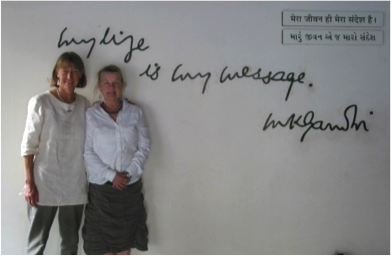 मेरा जीवन ही मेरा संदेश है।
મારું જીવન એ જ મારો સંદેશ
my life
is my message.
mkgandhi